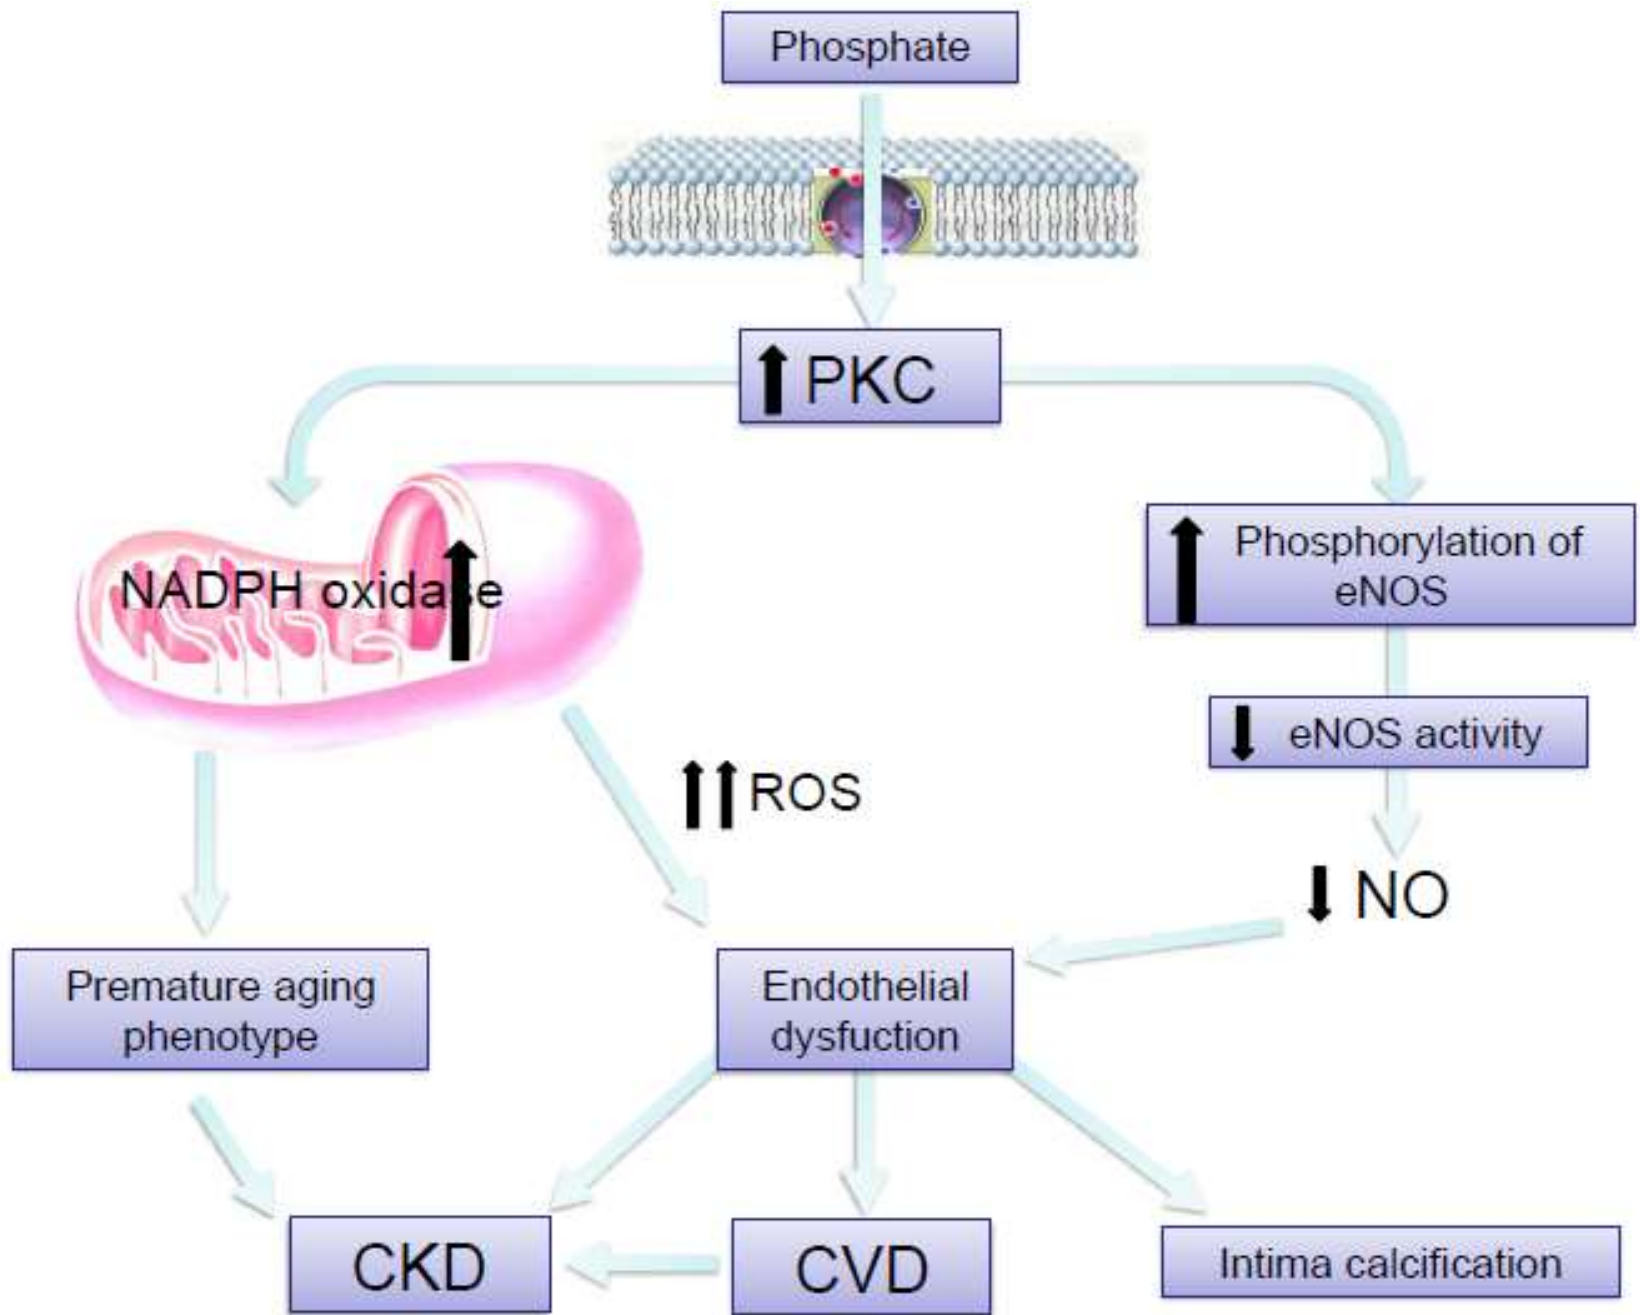 Phosphate
PKC
NADPH oxidase
Phosphorylation of
eNOS
eNOS activity
ROS
NO
Premature aging
phenotype
Endothelial
dysfuction
CKD
CVD
Intima calcification